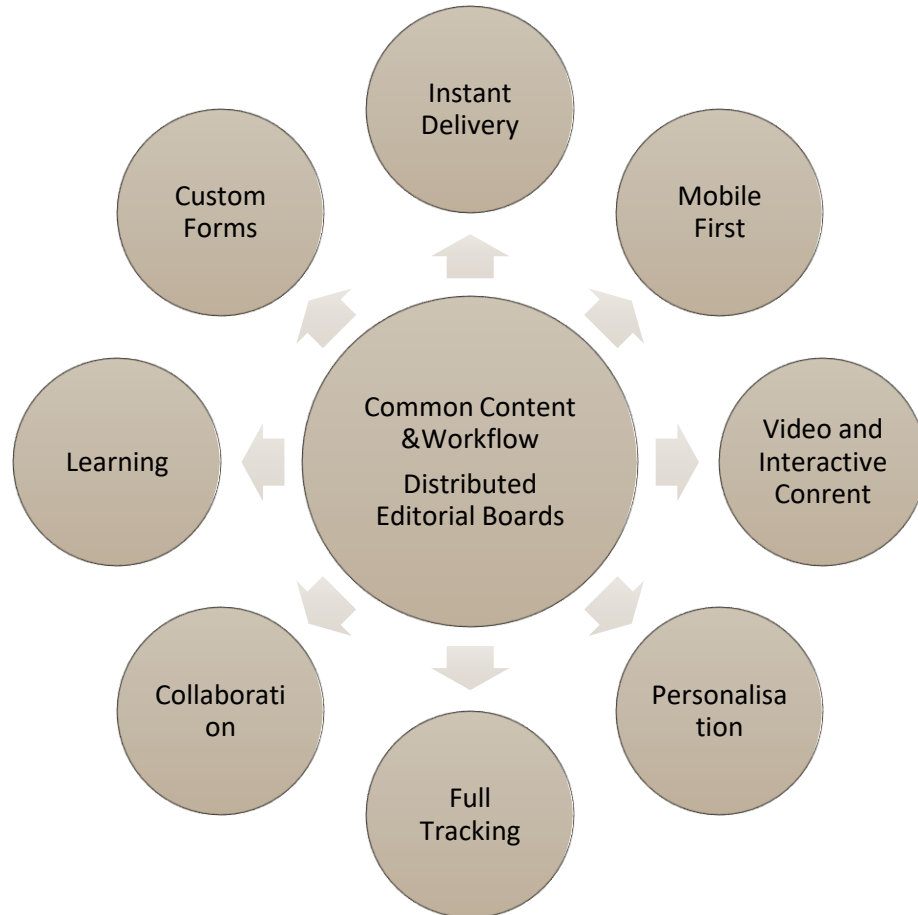 Instant
Delivery
Custom
Forms
Mobile
First
Learning
Common Content
&Workflow
Distributed
Editorial Boards
Video and
Interactive
Conrent
Collaborati
on
Personalisa
tion
Full
Tracking